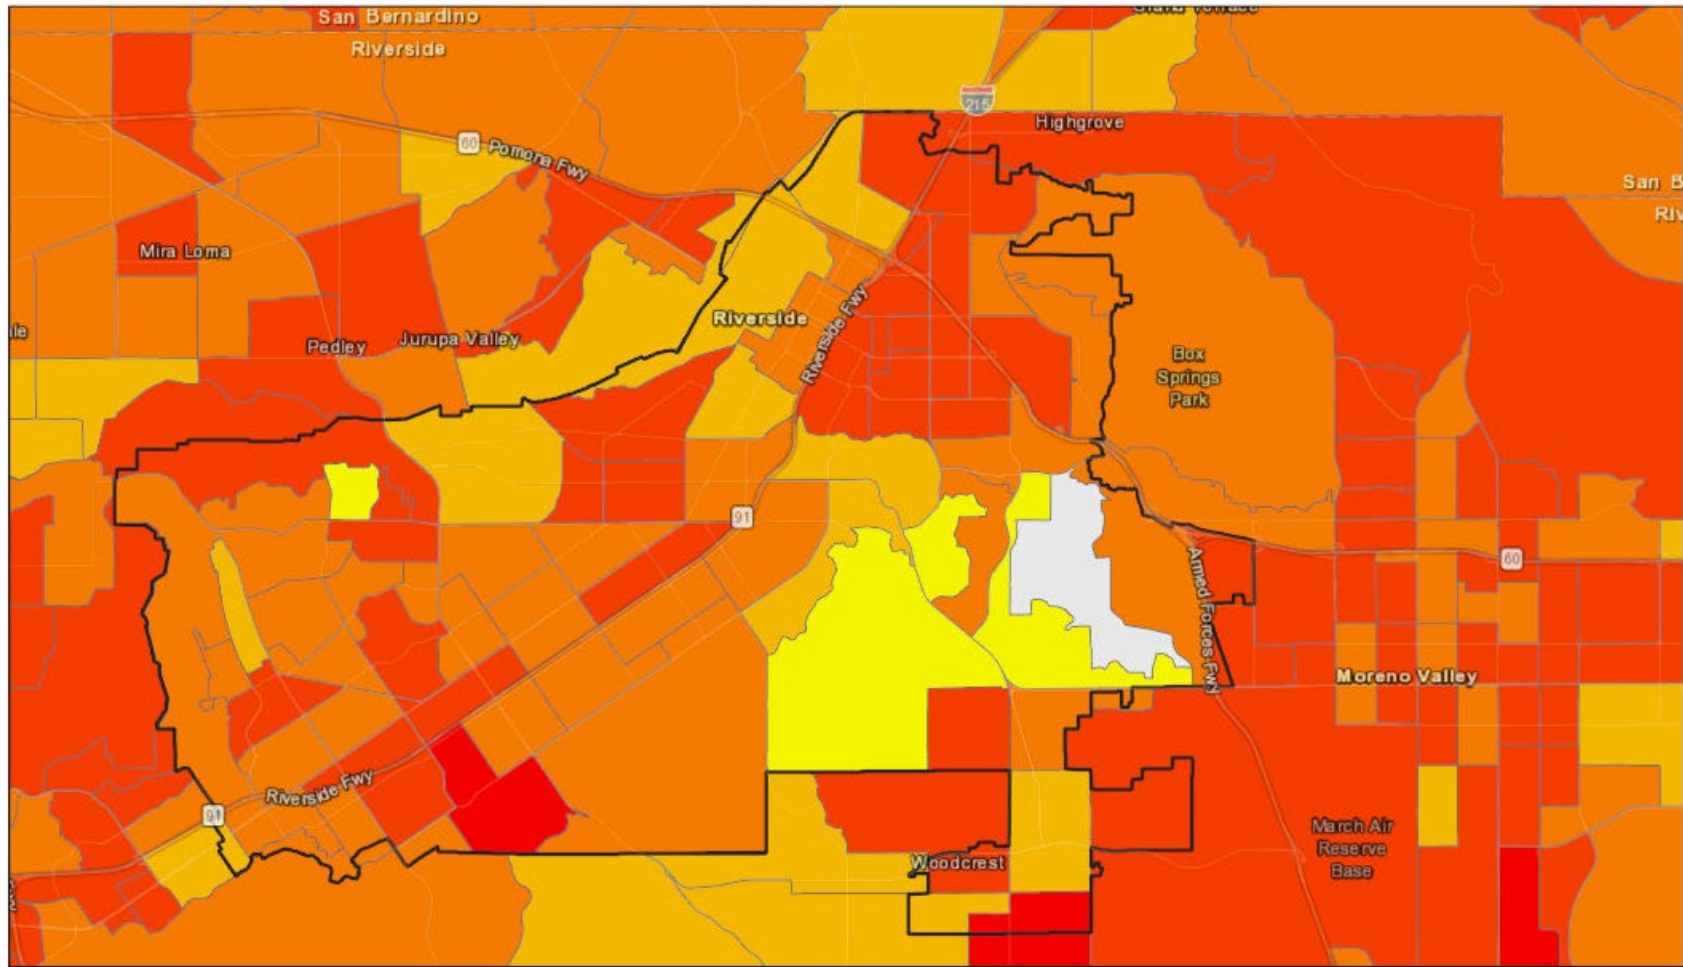 San Bernardino
Riverside
215
Highgrove
60
Pomona Fwy
San B
Riv
Mira Loma
Riverside
Riverside Fwy
Pedley
Jurupa Valley
Box
Springs
Park
91
60
Armed Forces Fwy
Moreno Valley
Riverside Fwy
91
March Air
Reserve
Base
Woodcrest